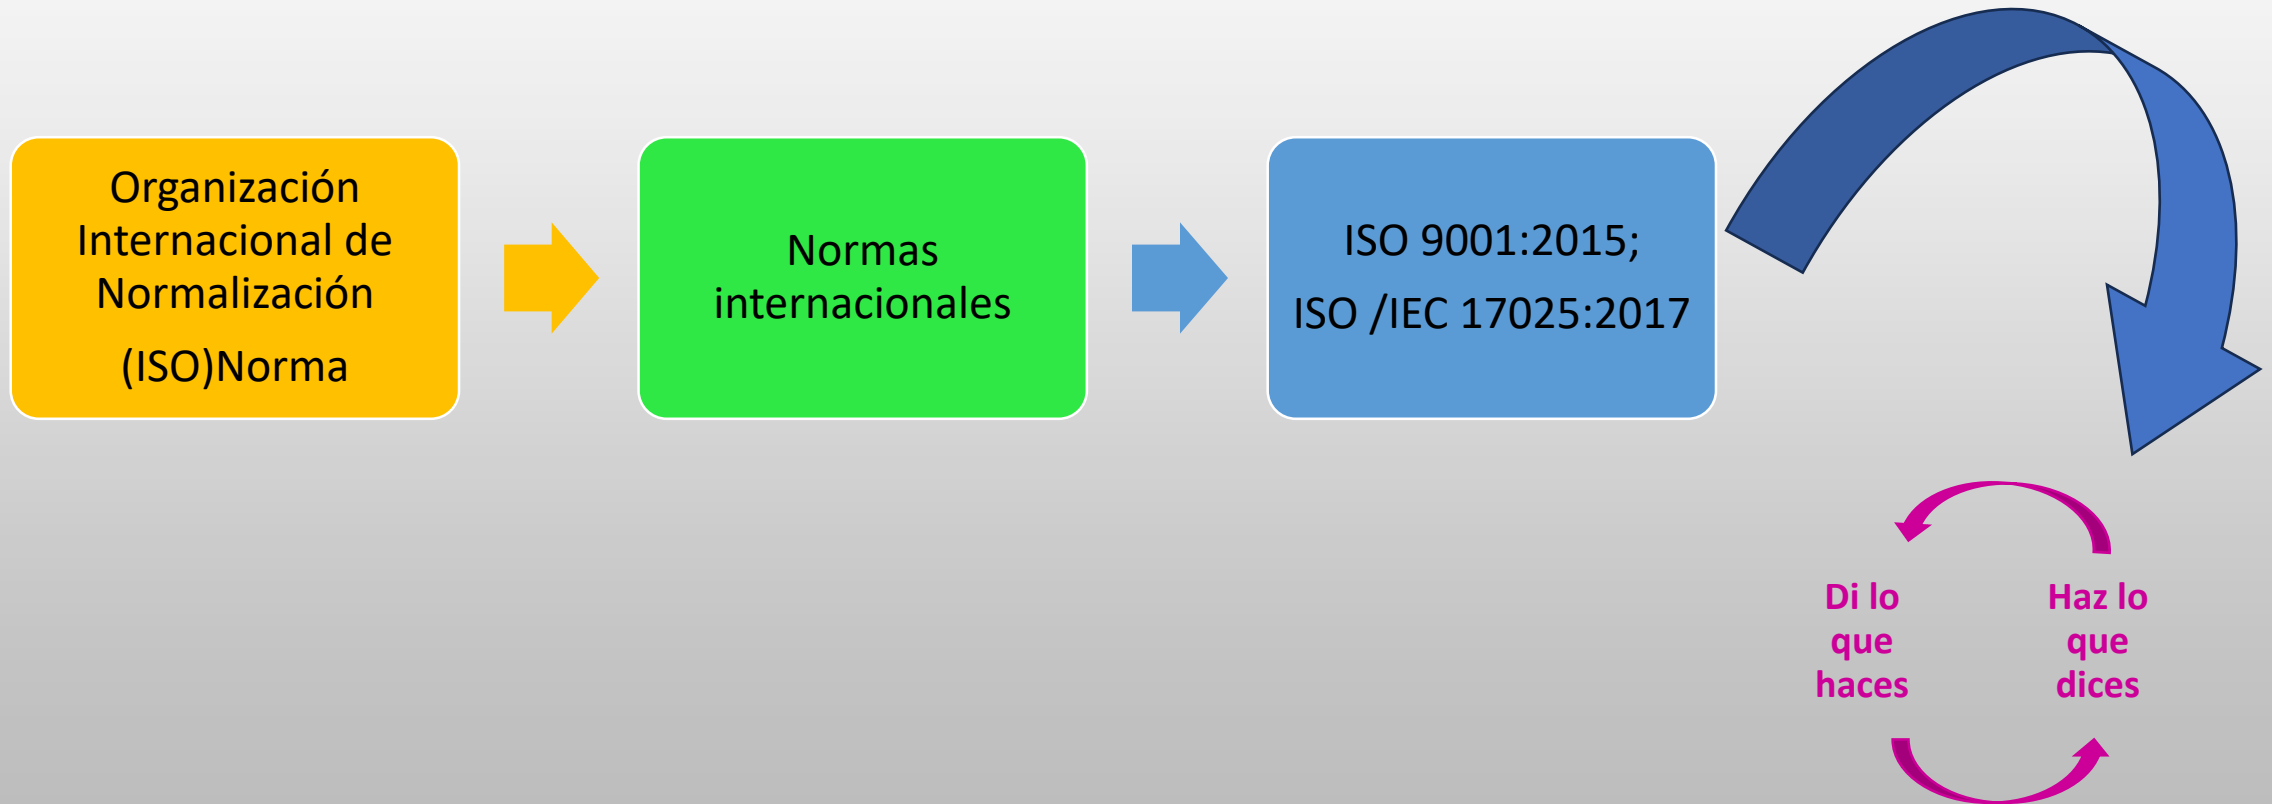 Organización
Internacional de
Normalización
(ISO)Norma
Normas
internacionales
ISO 9001:2015;
ISO /IEC 17025:2017
Di lo
que
haces
Haz lo
que
dices